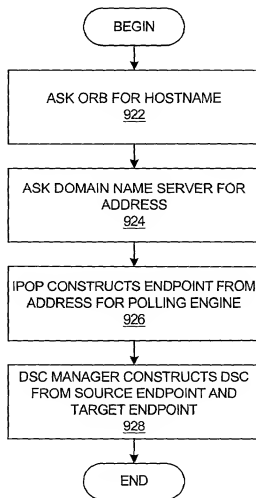 BEGIN
ASK ORB FOR HOSTNAME
922
ASK DOMAIN NAME SERVER FOR
ADDRESS
924
IPOP CONSTRUCTS ENDPOINT FROM
ADDRESS FOR POLLING ENGINE
926
DSC MANAGER CONSTRUCTS DSC
FROM SOURCE ENDPOINT AND
TARGET ENDPOINT
928
END